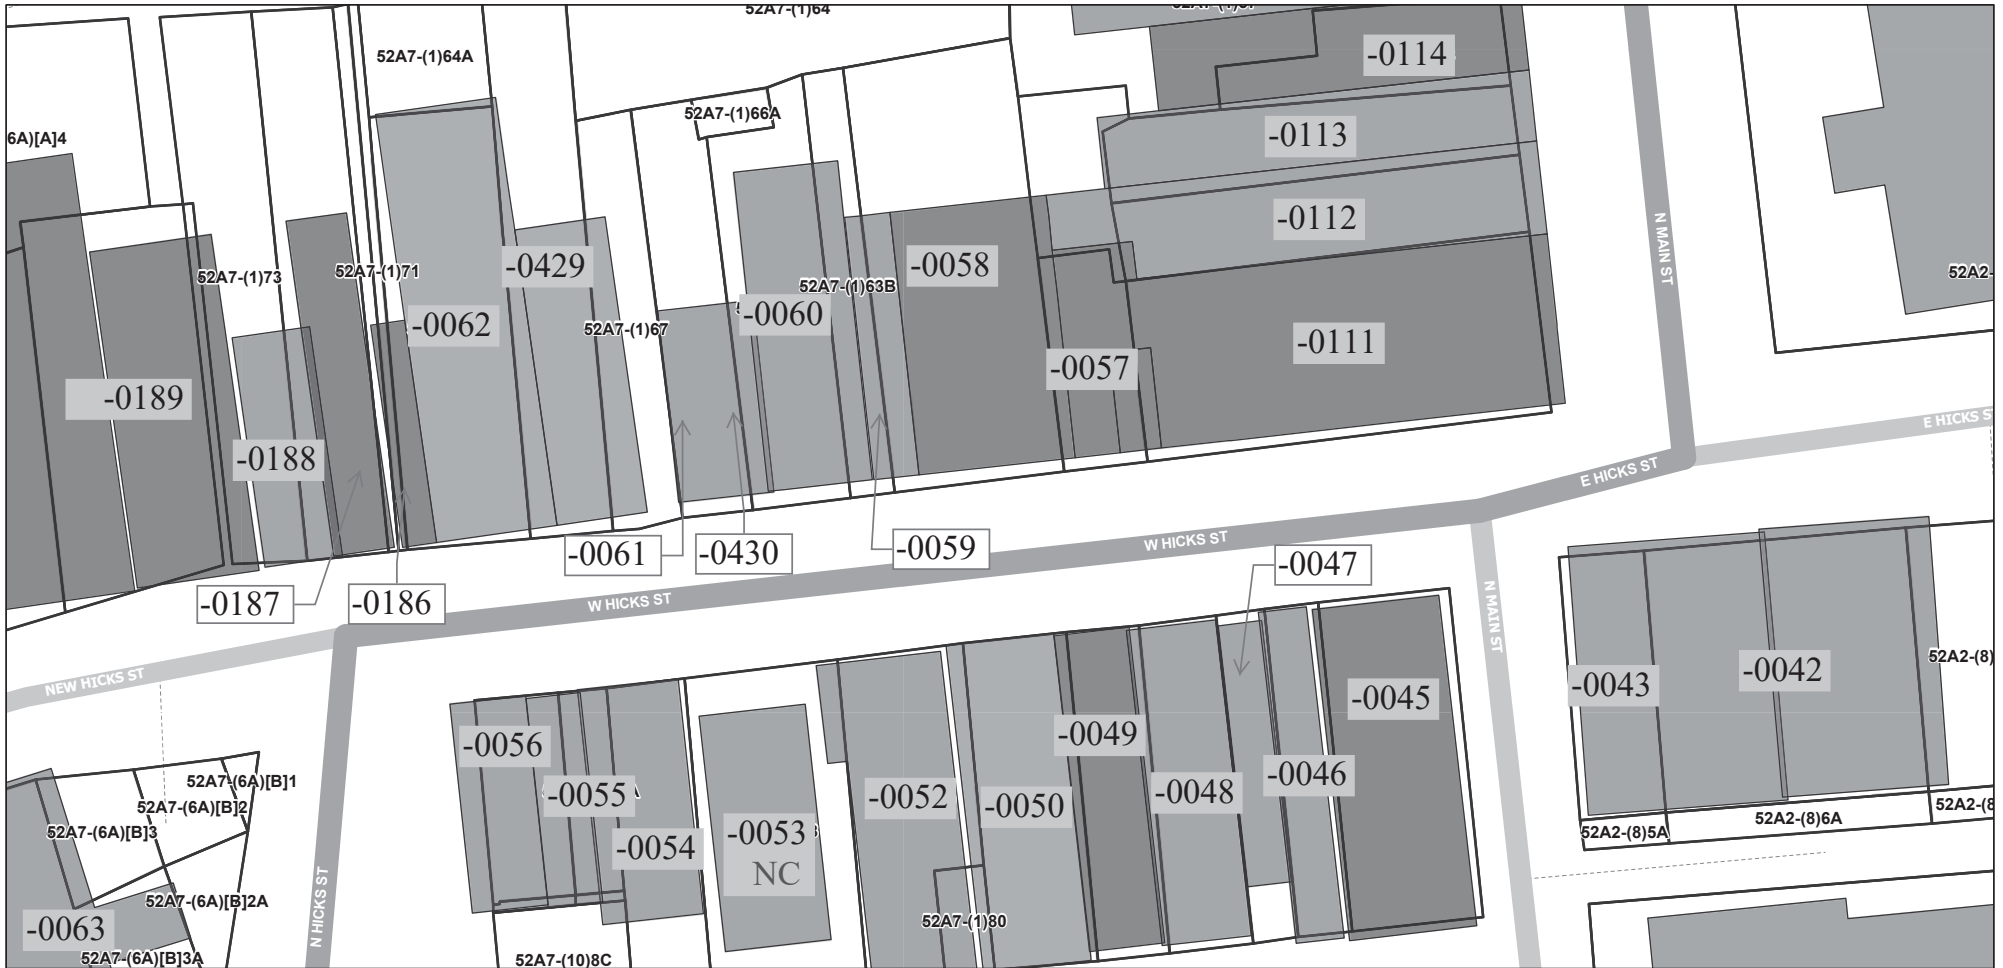 52A7-(1)64
52A7-(1)64A
-0114
52A7-(1)66A
-0113
6A)[A]4
-0112
N MAIN ST
52A7-(1)73
52A7-(1)71
-0429
52A7-(1)63B
-0058
52A2-
-0062
52A7-(1)67
-0060
-0111
-0057
-0189
E HICKS S
-0188
E HICKS ST
-0061
-0430
-0059
W HICKS ST
-0047
-0187
-0186
W HICKS ST
N MAIN ST
NEW HICKS ST
52A2-(8)
-0043
-0042
-0045
-0056
-0049
52A7-(6A)[B]1
52A7-(6A)[B]2
-0055
-0052
-0050
-0048
-0046
52A2-(8
52A7-(6A)[B]3
-0053
NC
52A2-(8)5A
52A2-(8)6A
-0054
52A7-(6A)[B]2A
N HICKS ST
-0063
52A7-(1)80
52A7-(6A)[B]3A
52A7-(10)8C